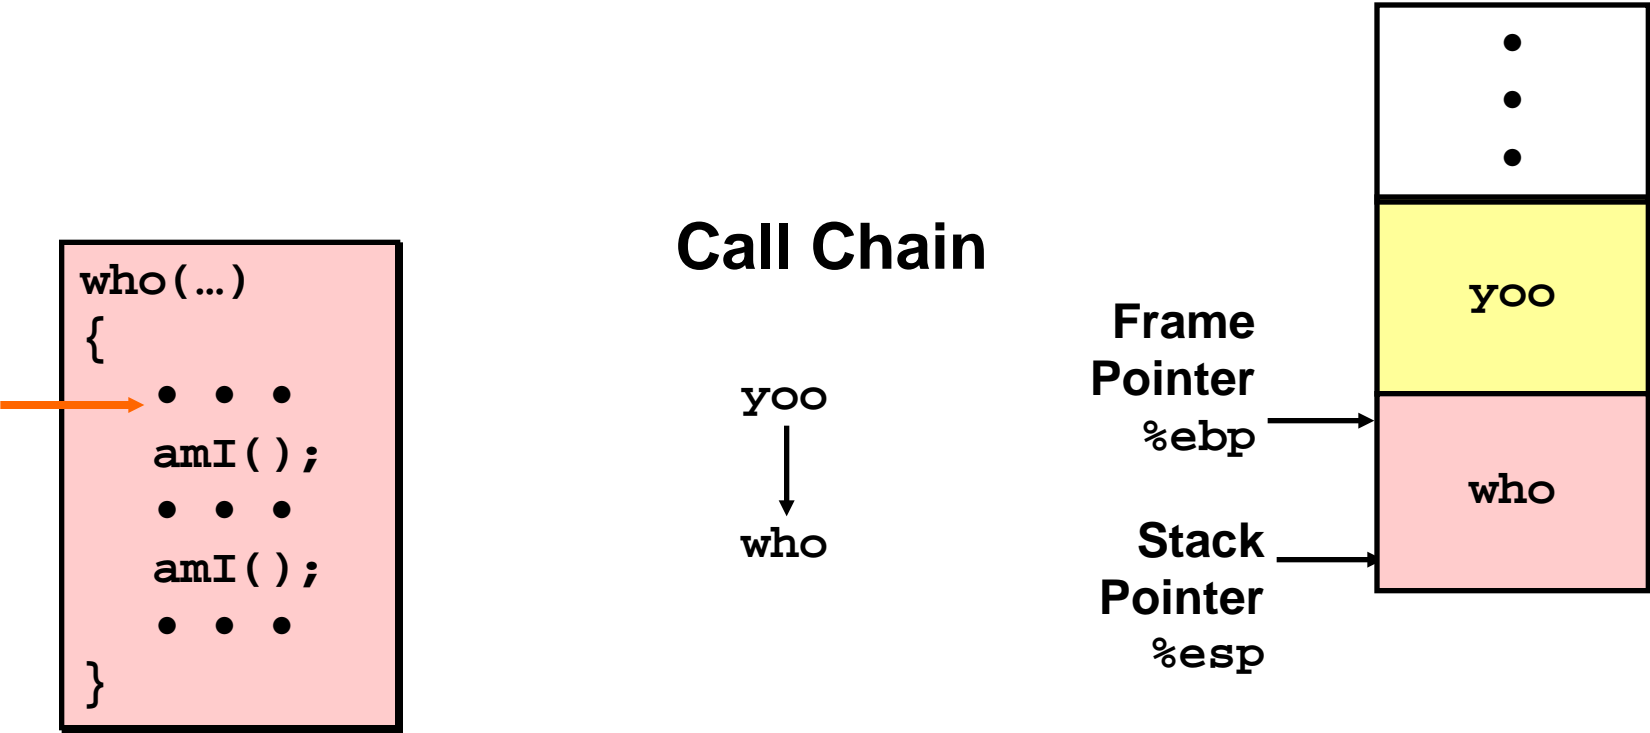 who(…)
{
• • •
amI();
• • •
amI();
• • •
}
Call Chain
yoo
who
Frame
Pointer
%ebp
Stack
Pointer
%esp
•
•
•
yoo
who